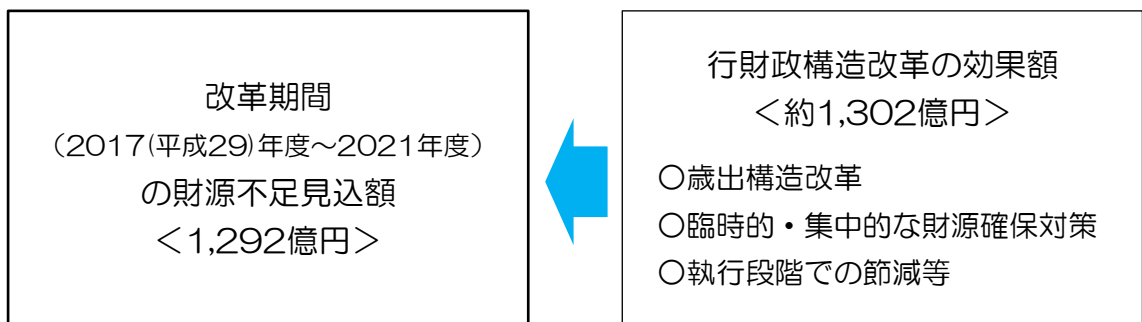 改革期間
（2017(平成29)年度～2021年度）
の財源不足見込額
＜1,292億円＞
行財政構造改革の効果額
＜約1,302億円＞
○歳出構造改革
○臨時的・集中的な財源確保対策
○執行段階での節減等